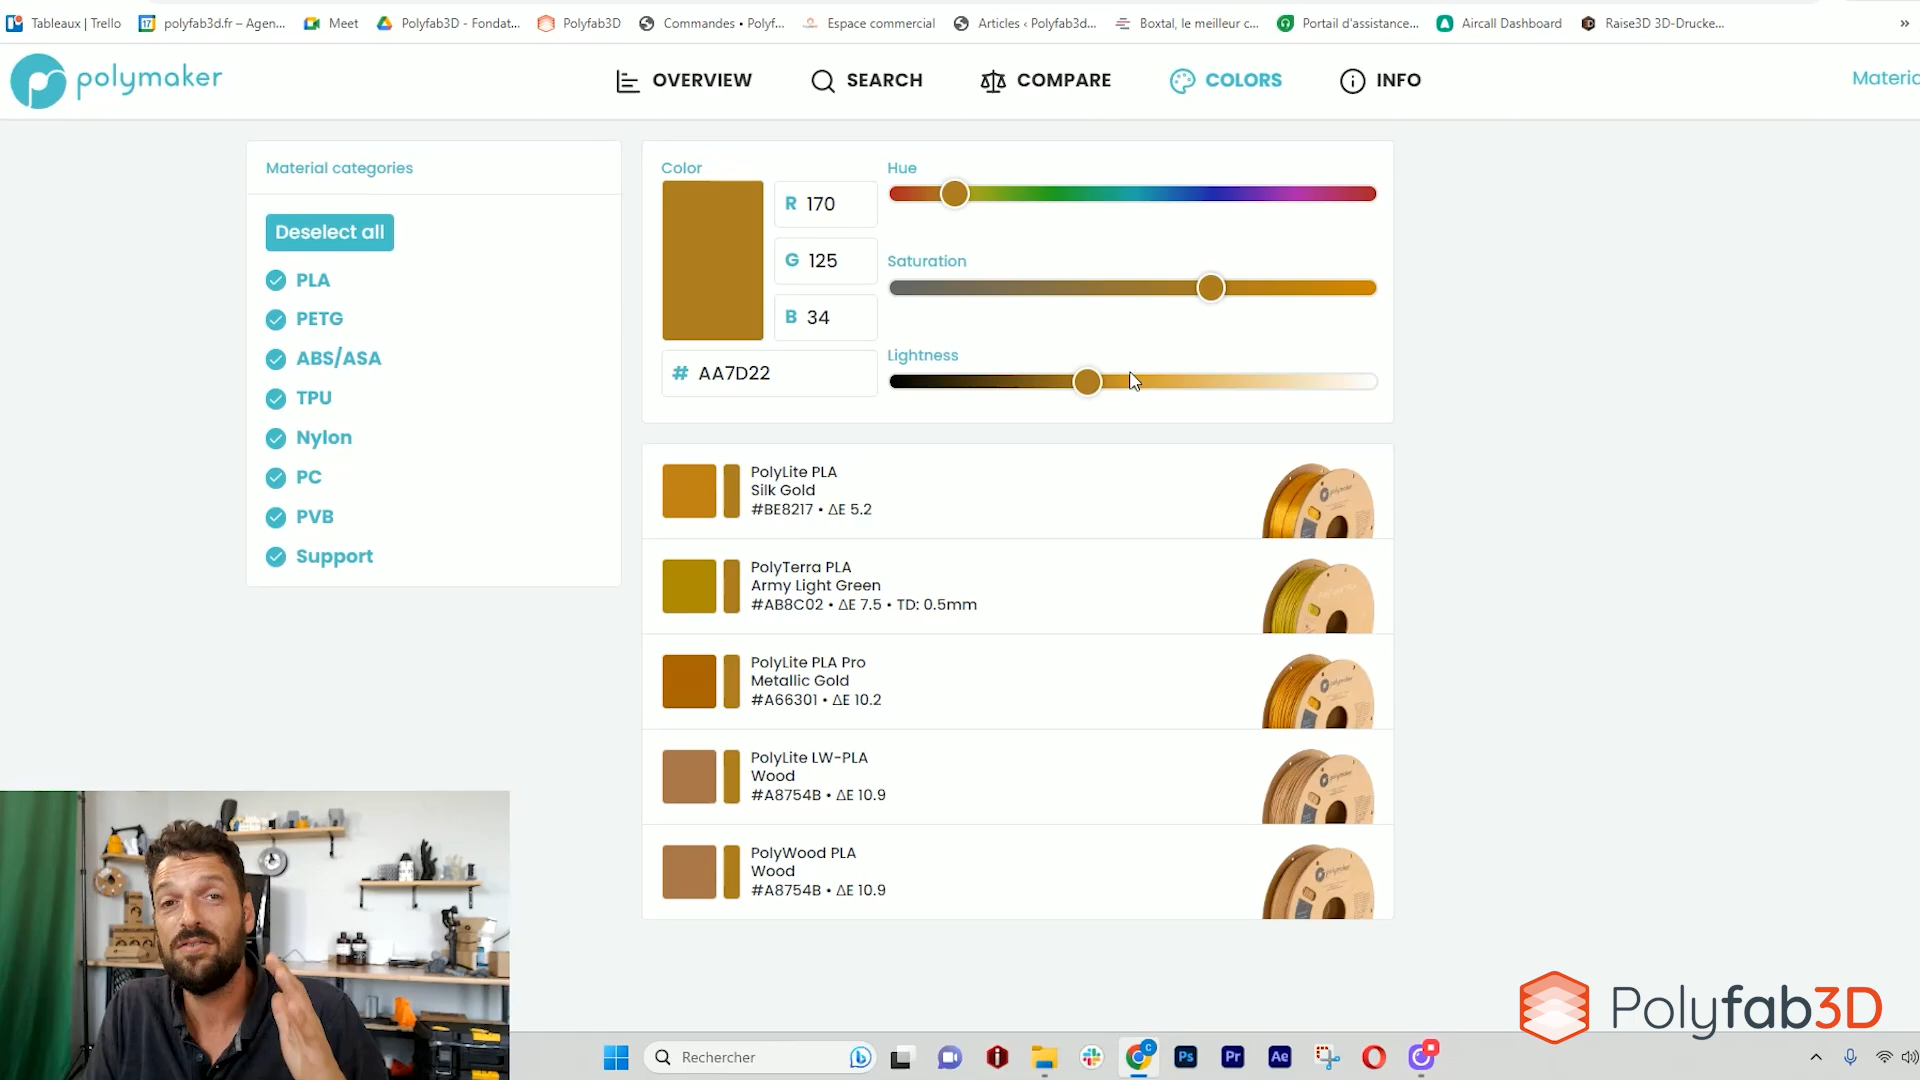 Tableaux | Trello
17
polyfab3d.fr – Agen...
Meet
Polyfab3D - Fondat...
Polyfab3D
Commandes • Polyf...
Espace commercial
Articles ‹ Polyfab3d...
Boxtal, le meilleur c...
Portail d'assistance...
Aircall Dashboard
Raise3D 3D-Drucke...
»
polymaker
OVERVIEW
SEARCH
COMPARE
COLORS
INFO
Materic
Material categories
Deselect all
PLA
PETG
ABS/ASA
TPU
Nylon
PC
PVB
Support
Color
R 170
G 125
B 34
# AA7D22
Hue
Saturation
Lightness
PolyLite PLA
Silk Gold
#BE8217 • ΔE 5.2
PolyTerra PLA
Army Light Green
#AB8C02 • ΔE 7.5 • TD: 0.5mm
PolyLite PLA Pro
Metallic Gold
#A66301 • ΔE 10.2
PolyLite LW-PLA
Wood
#A8754B • ΔE 10.9
PolyWood PLA
Wood
#A8754B • ΔE 10.9
Polyfab3D
Rechercher
C
Ps
Pr
Ae